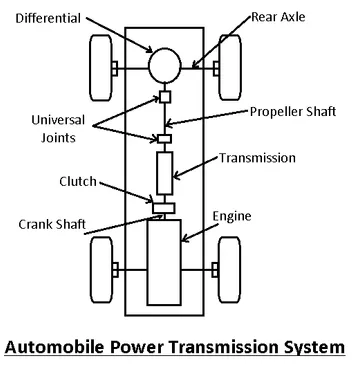 Differential
Rear Axle
Universal
Joints
Propeller Shaft
Transmission
Clutch
Crank Shaft
Engine
Automobile Power Transmission System